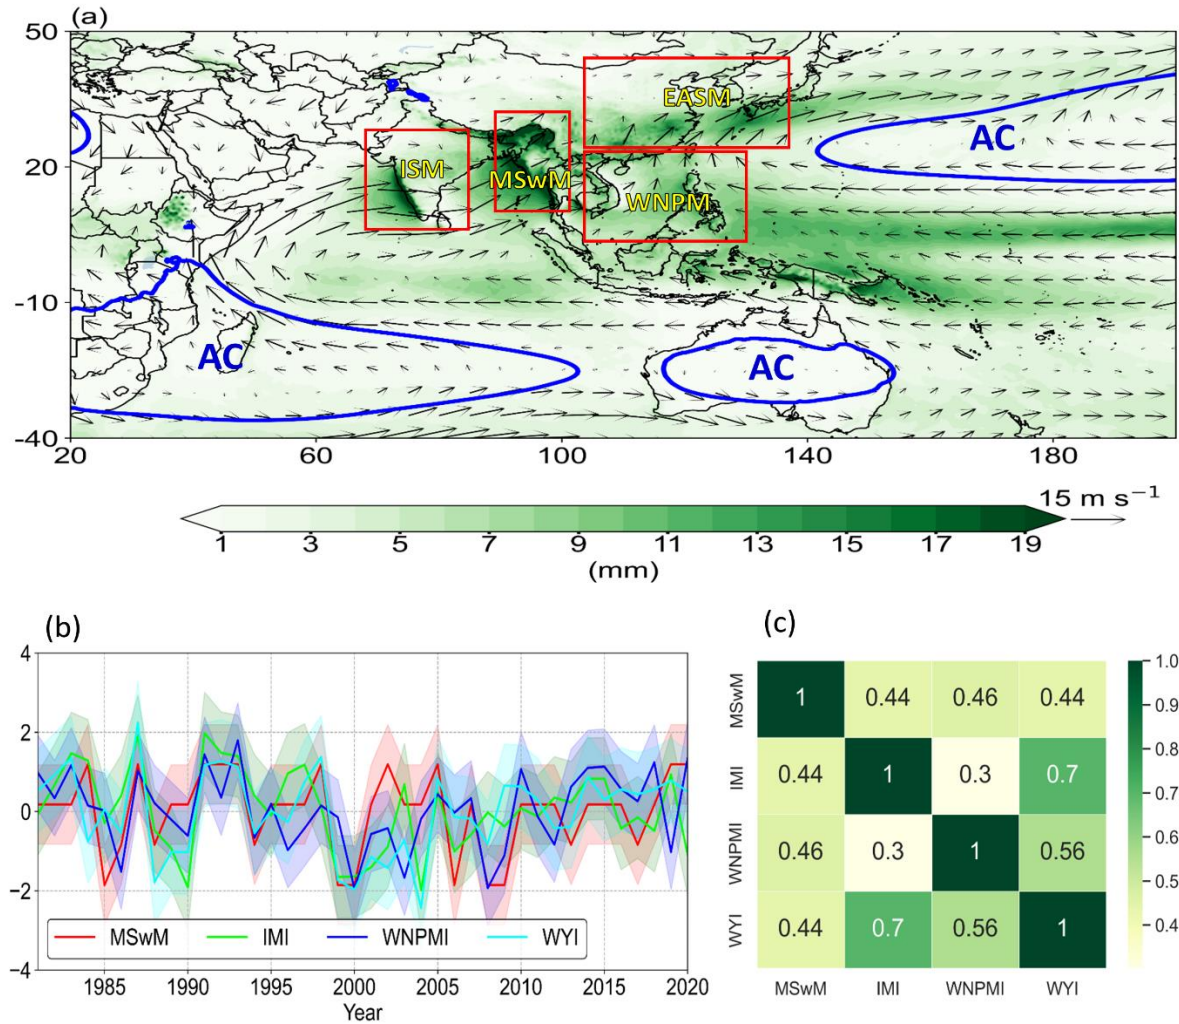 (a)
50
20
-10
-40
EASM
ISM
MSwM
WNPM
AC
AC
AC
20 60 100 140 180
15 m s⁻¹
1 3 5 7 9 11 13 15 17 19
(mm)
(b)
4
2
0
−2
−4
MSwM IMI WNPMI WYI
1985 1990 1995 2000 2005 2010 2015 2020
Year
(c)
MSwM 1 0.44 0.46 0.44
IMI 0.44 1 0.3 0.7
WNPMI 0.46 0.3 1 0.56
WYI 0.44 0.7 0.56 1
MSwM IMI WNPMI WYI
1.0
0.9
0.8
0.7
0.6
0.5
0.4